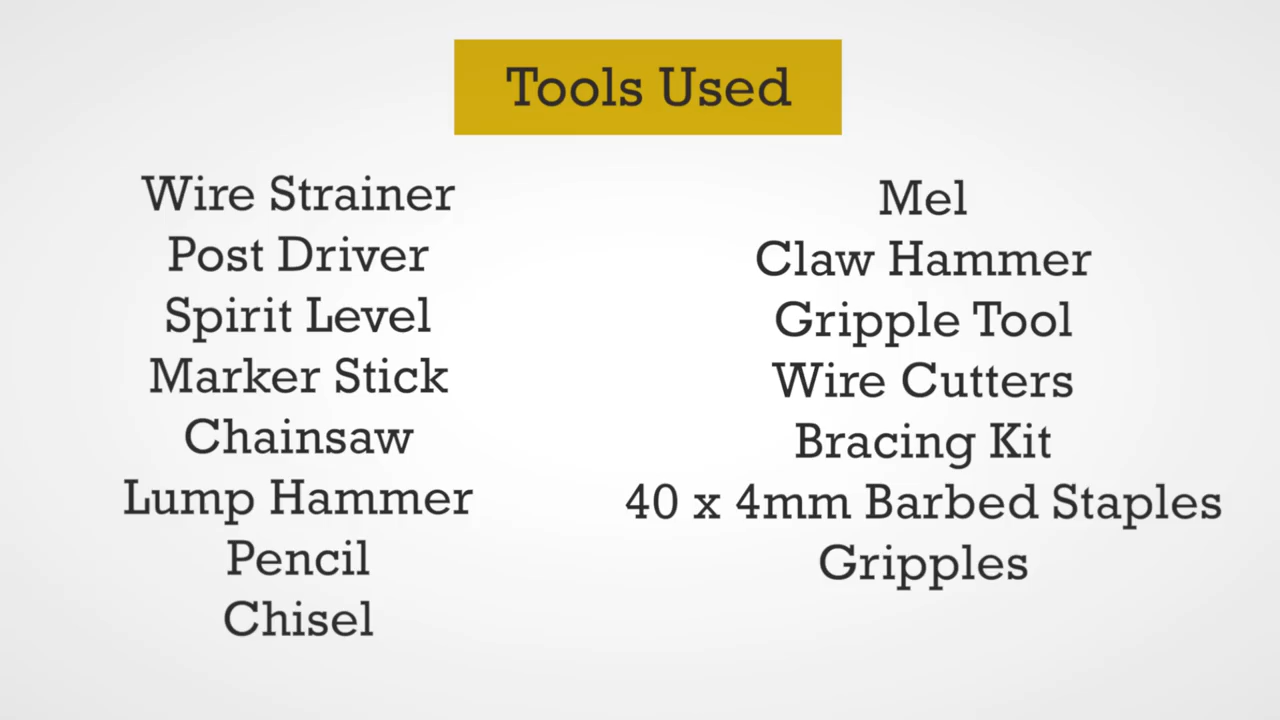 Tools Used
Wire Strainer
Post Driver
Spirit Level
Marker Stick
Chainsaw
Lump Hammer
Pencil
Chisel
Mel
Claw Hammer
Gripple Tool
Wire Cutters
Bracing Kit
40 x 4mm Barbed Staples
Gripples